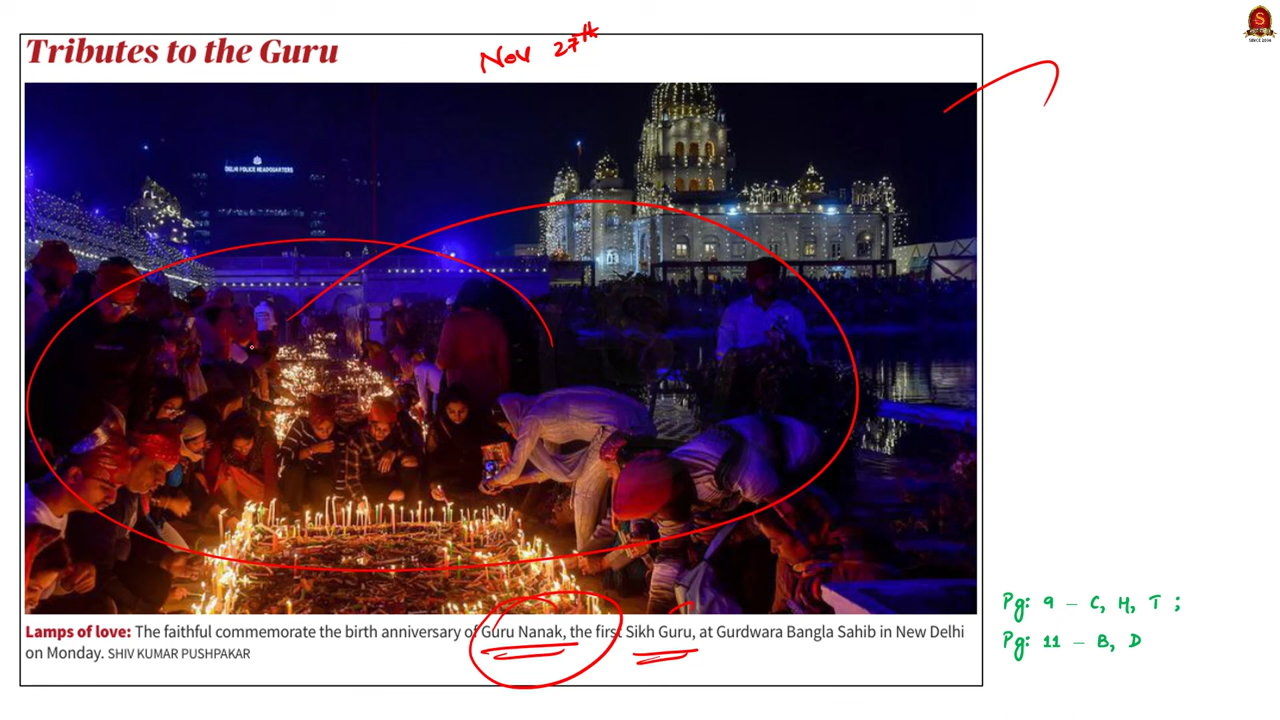 Tributes to the Guru
Nov 27th
S
SINCE 2004
DELHI POLICE HEADQUARTERS
Lamps of love: The faithful commemorate the birth anniversary of Guru Nanak, the first Sikh Guru, at Gurdwara Bangla Sahib in New Delhi
on Monday. SHIV KUMAR PUSHPAKAR
Pg: 9 – C, H, T ;
Pg: 11 – B, D